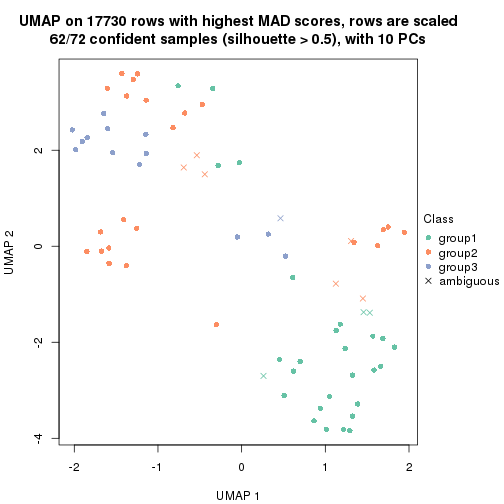 UMAP on 17730 rows with highest MAD scores, rows are scaled
62/72 confident samples (silhouette > 0.5), with 10 PCs
2
0
-2
-4
UMAP 2
-2
-1
0
1
2
UMAP 1
Class
group1
group2
group3
ambiguous